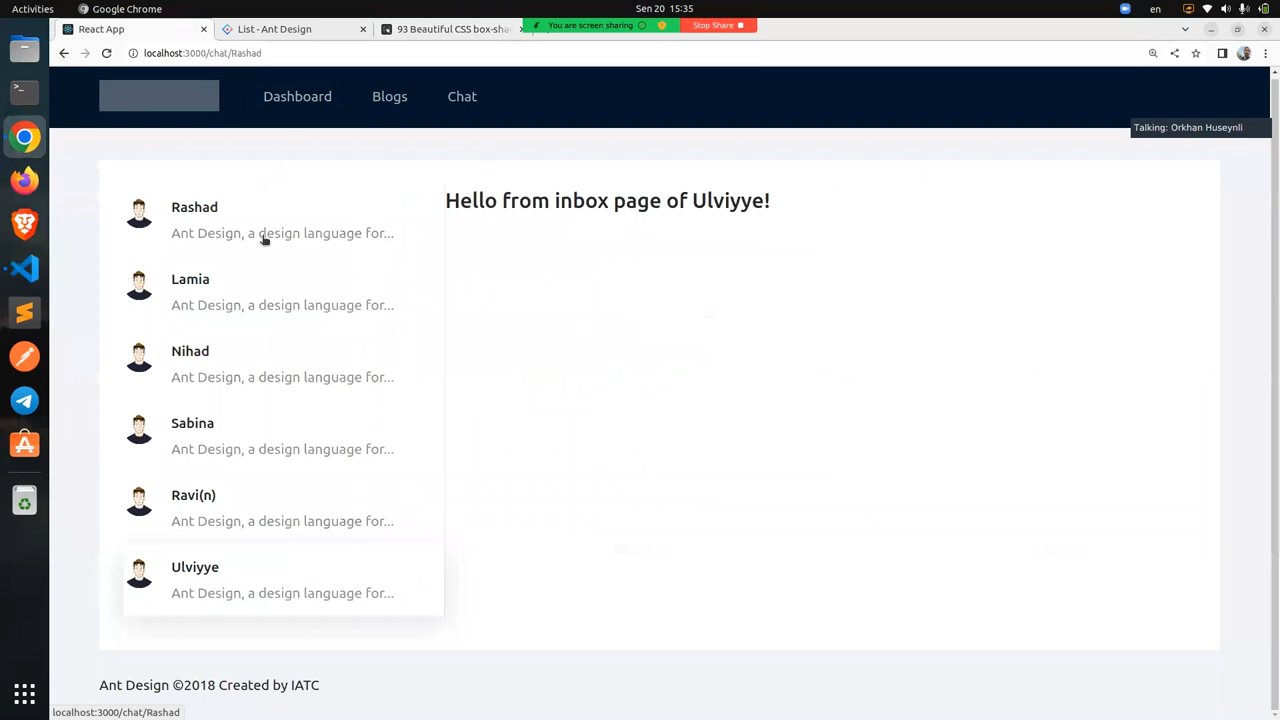 Activities
Google Chrome
Sen 20 15:35
en
React App
List - Ant Design
93 Beautiful CSS box-sha
You are screen sharing
Stop Share
localhost:3000/chat/Rashad
Dashboard
Blogs
Chat
Talking: Orkhan Huseynli
Rashad
Ant Design, a design language for...
Hello from inbox page of Ulviyye!
Lamia
Ant Design, a design language for...
Nihad
Ant Design, a design language for...
Sabina
Ant Design, a design language for...
Ravi(n)
Ant Design, a design language for...
Ulviyye
Ant Design, a design language for...
Ant Design ©2018 Created by IATC
localhost:3000/chat/Rashad